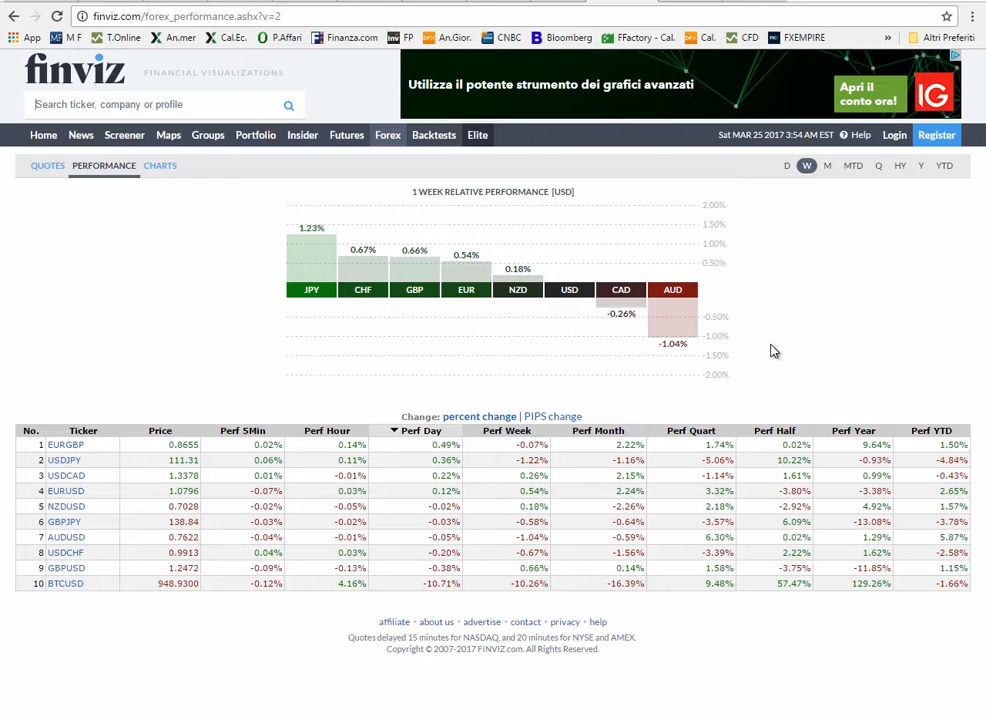 finviz.com/forex_performance.ashx?v=2
App M F T.Online An.mer Cal.Ec. P.Affari Finanza.com FP An.Gior. CNBC Bloomberg FFactory - Cal. Cal. CFD FXEMPIRE » Altri Preferiti
finviz FINANCIAL VISUALIZATIONS
Search ticker, company or profile
Utilizza il potente strumento dei grafici avanzati
Apri il
conto ora!
IG
Home News Screener Maps Groups Portfolio Insider Futures Forex Backtests Elite Sat MAR 25 2017 3:54 AM EST Help Login Register
QUOTES PERFORMANCE CHARTS D W M MTD Q HY Y YTD
1 WEEK RELATIVE PERFORMANCE [USD]
2.00%
1.50%
1.00%
0.50%
-0.50%
-1.00%
-1.50%
-2.00%
1.23% 0.67% 0.66% 0.54% 0.18%
JPY CHF GBP EUR NZD USD CAD AUD
-0.26% -1.04%
Change: percent change | PIPS change
No. Ticker Price Perf 5Min Perf Hour Perf Day Perf Week Perf Month Perf Quart Perf Half Perf Year Perf YTD
1 EURGBP 0.8655 0.02% 0.14% 0.49% -0.07% 2.22% 1.74% 0.02% 9.64% 1.50%
2 USDJPY 111.31 0.06% 0.11% 0.36% -1.22% -1.16% -5.06% 10.22% -0.93% -4.84%
3 USDCAD 1.3378 0.01% -0.01% 0.22% 0.26% 2.15% -1.14% 1.61% 0.99% -0.43%
4 EURUSD 1.0796 -0.07% 0.03% 0.12% 0.54% 2.24% 3.32% -3.80% -3.38% 2.65%
5 NZDUSD 0.7028 -0.02% -0.05% -0.02% 0.18% -2.26% 2.18% -2.92% 4.92% 1.57%
6 GBPJPY 138.84 -0.03% -0.02% -0.03% -0.58% -0.64% -3.57% 6.09% -13.08% -3.78%
7 AUDUSD 0.7622 -0.04% -0.01% -0.05% -1.04% -0.59% 6.30% 0.02% 1.29% 5.87%
8 USDCHF 0.9913 0.04% 0.03% -0.20% -0.67% -1.56% -3.39% 2.22% 1.62% -2.58%
9 GBPUSD 1.2472 -0.09% -0.13% -0.38% 0.66% 0.14% 1.58% -3.75% -11.85% 1.15%
10 BTCUSD 948.9300 -0.12% 4.16% -10.71% -10.26% -16.39% 9.48% 57.47% 129.26% -1.66%
affiliate • about us • advertise • contact • privacy • help
Quotes delayed 15 minutes for NASDAQ, and 20 minutes for NYSE and AMEX.
Copyright © 2007-2017 FINVIZ.com. All Rights Reserved.